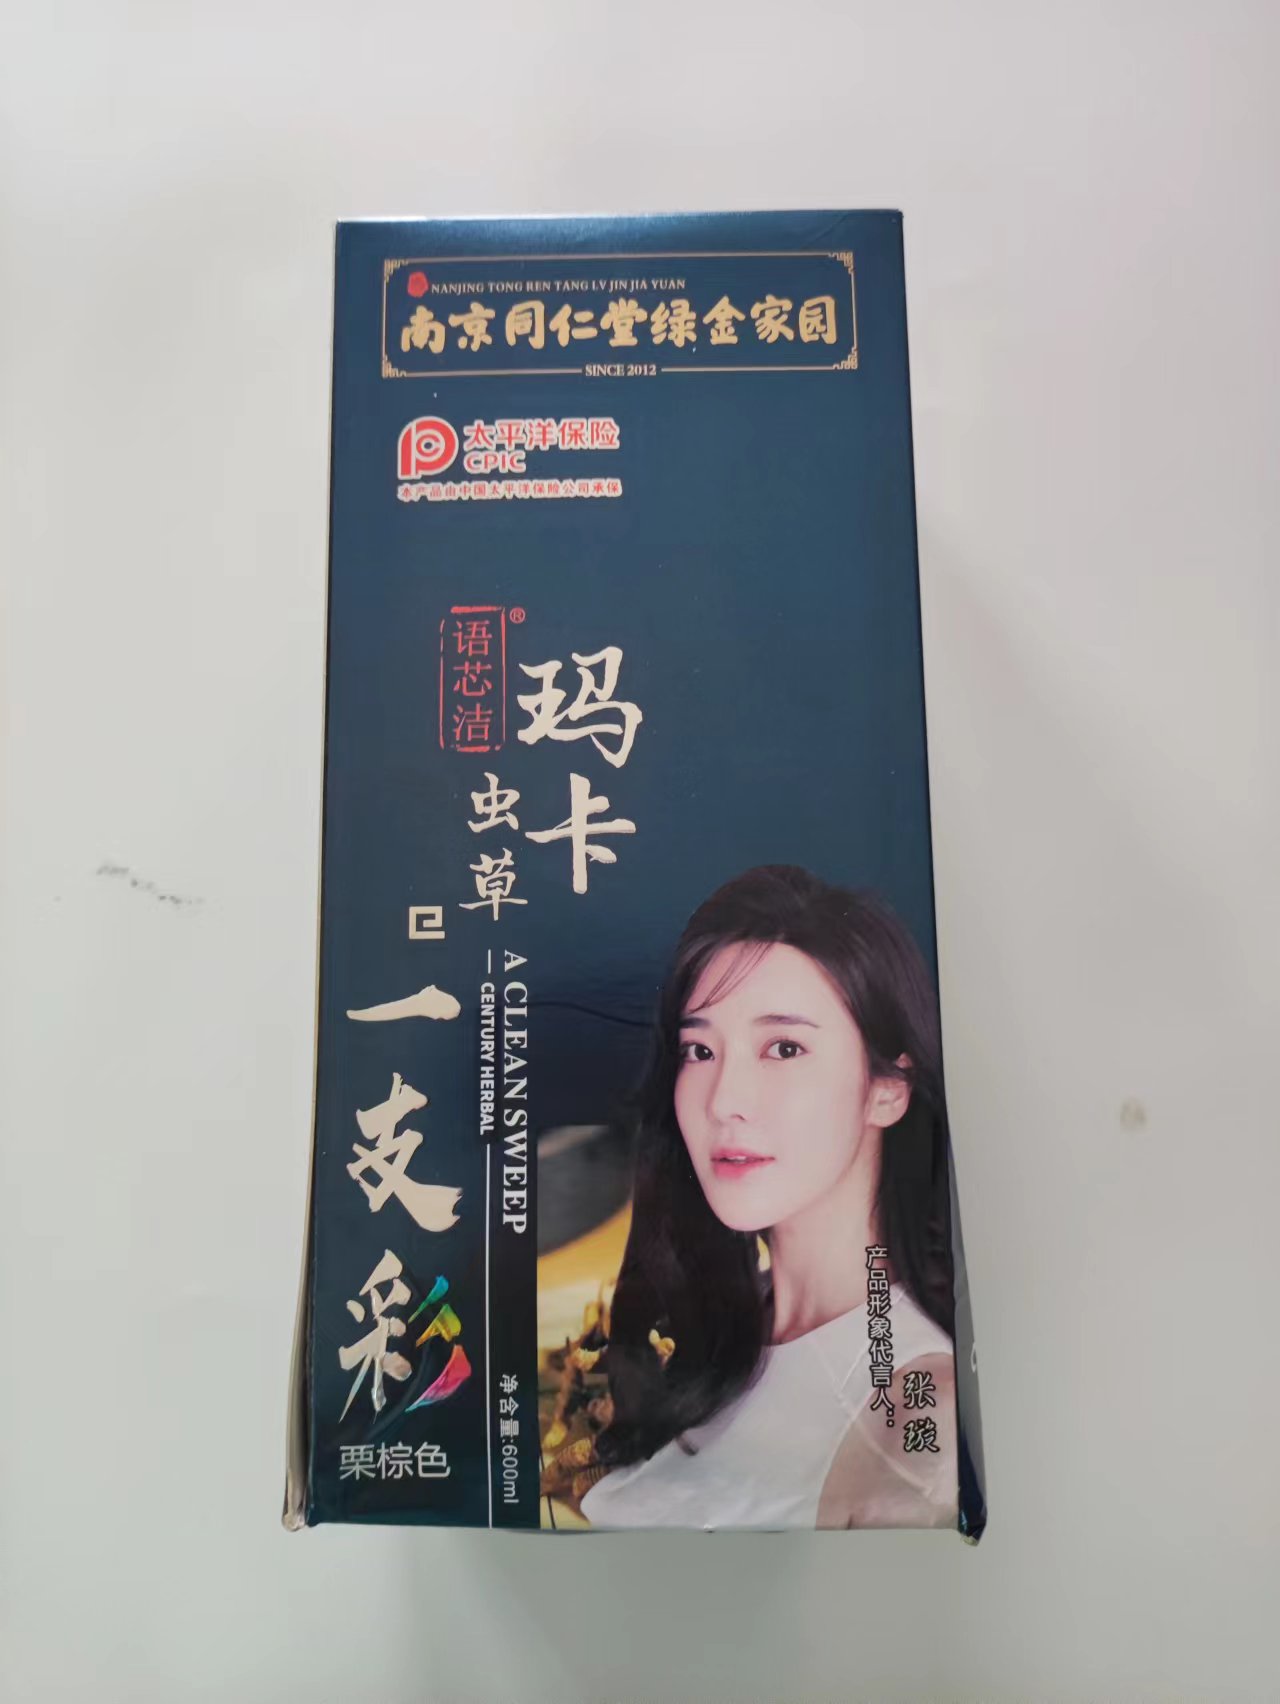 NANJING TONG REN TANG LV JIN JIA YUAN
南京同仁堂绿金家园
SINCE 2012
太平洋保险
CPIC
本产品由中国太平洋保险公司承保
语芯洁®
玛卡
虫草
一支彩
A CLEAN SWEEP
CENTURY HERBAL
栗棕色
净含量:600ml
产品形象代言人:
张璇